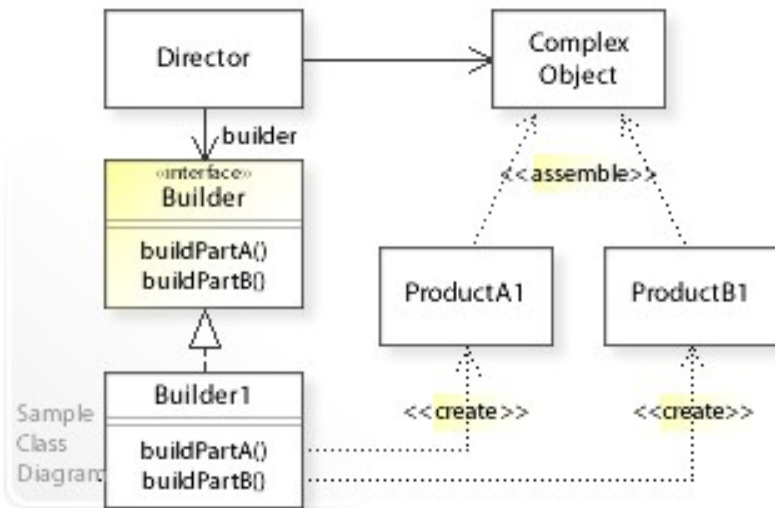 Director
Complex
Object
builder
«interface»
Builder
buildPartA()
buildPartB()
<<assemble>>
ProductA1
ProductB1
Builder1
buildPartA()
buildPartB()
<<create>>
<<create>>
Sample
Class
Diagram